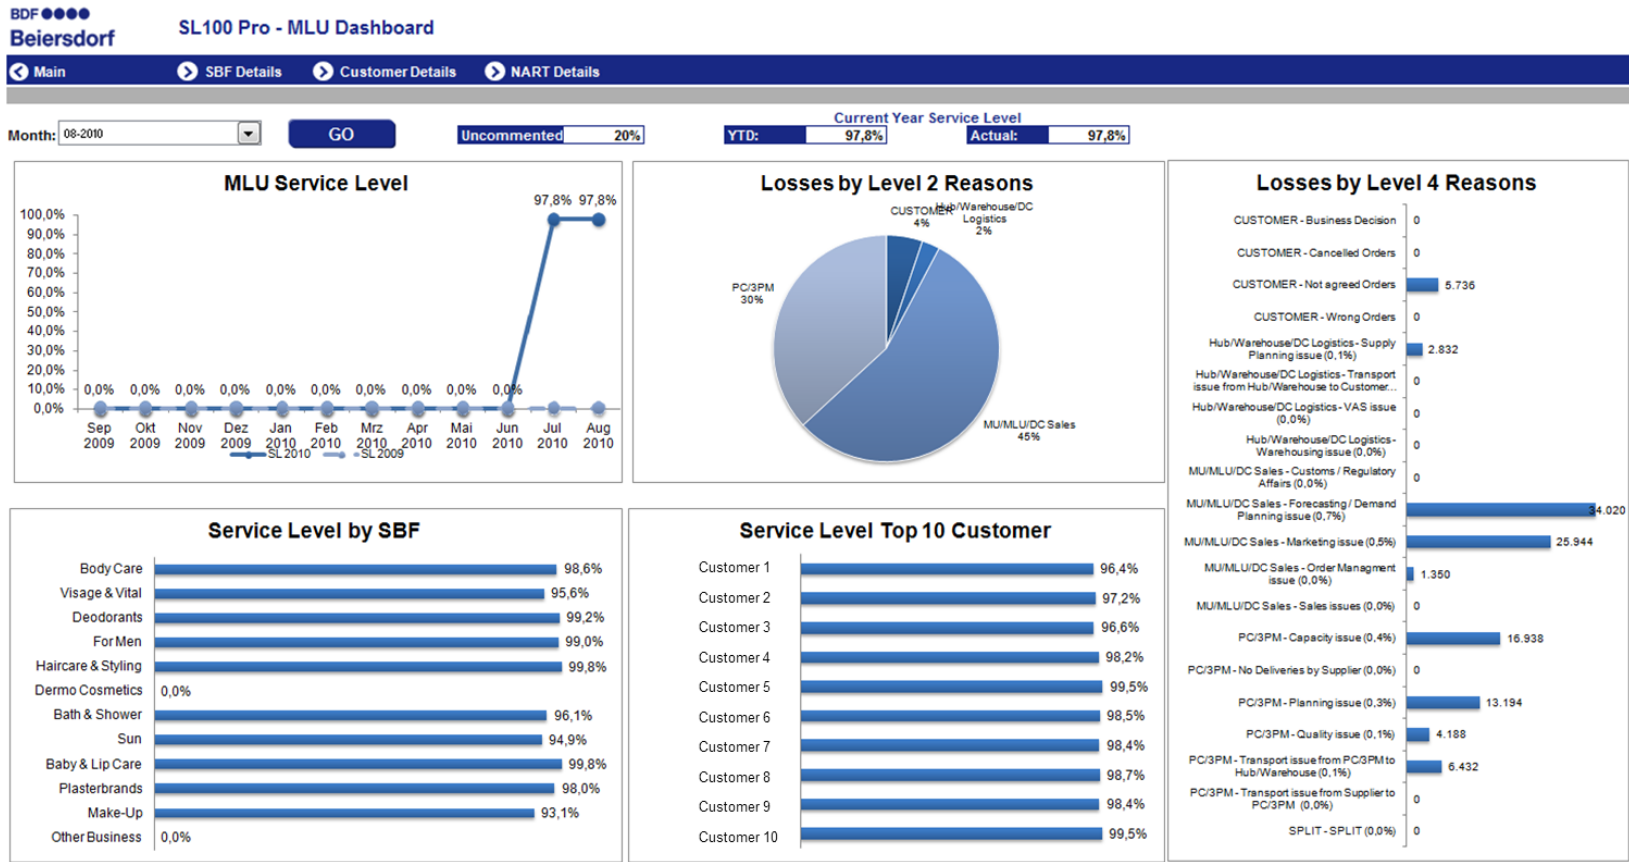 BDF
Beiersdorf
SL100 Pro - MLU Dashboard
Main
SBF Details
Customer Details
NART Details
Month:
08-2010
GO
Uncommented
20%
Current Year Service Level
YTD:
97,8%
Actual:
97,8%
MLU Service Level
97,8% 97,8%
100,0%
90,0%
80,0%
70,0%
60,0%
50,0%
40,0%
30,0%
20,0%
10,0%
0,0%
0,0% 0,0% 0,0% 0,0% 0,0% 0,0% 0,0% 0,0% 0,0% 0,0%
Sep Okt Nov Dez Jan Feb Mrz Apr Mai Jun Jul Aug
2009 2009 2009 2009 2010 2010 2010 2010 2010 2010 2010 2010
SL 2010 SL 2009
Losses by Level 2 Reasons
CUSTOMER
4%
Hub/Warehouse/DC
Logistics
2%
PC/3PM
30%
MU/MLU/DC Sales
45%
Losses by Level 4 Reasons
CUSTOMER - Business Decision
0
CUSTOMER - Cancelled Orders
0
CUSTOMER - Not agreed Orders
5.736
CUSTOMER - Wrong Orders
0
Hub/Warehouse/DC Logistics - Supply
Planning issue (0,1%)
2.832
Hub/Warehouse/DC Logistics - Transport
issue from Hub/Warehouse to Customer...
0
Hub/Warehouse/DC Logistics - VAS issue
(0,0%)
0
Hub/Warehouse/DC Logistics -
Warehousing issue (0,0%)
0
MU/MLU/DC Sales - Customs / Regulatory
Affairs (0,0%)
0
MU/MLU/DC Sales - Forecasting / Demand
Planning issue (0,7%)
34.020
MU/MLU/DC Sales - Marketing issue (0,5%)
25.944
MU/MLU/DC Sales - Order Managment
issue (0,0%)
1.350
MU/MLU/DC Sales - Sales issues (0,0%)
0
PC/3PM - Capacity issue (0,4%)
16.938
PC/3PM - No Deliveries by Supplier (0,0%)
0
PC/3PM - Planning issue (0,3%)
13.194
PC/3PM - Quality issue (0,1%)
4.188
PC/3PM - Transport issue from PC/3PM to
Hub/Warehouse (0,1%)
6.432
PC/3PM - Transport issue from Supplier to
PC/3PM (0,0%)
0
SPLIT - SPLIT (0,0%)
0
Service Level by SBF
Body Care 98,6%
Visage & Vital 95,6%
Deodorants 99,2%
For Men 99,0%
Haircare & Styling 99,8%
Dermo Cosmetics 0,0%
Bath & Shower 96,1%
Sun 94,9%
Baby & Lip Care 99,8%
Plasterbrands 98,0%
Make-Up 93,1%
Other Business 0,0%
Service Level Top 10 Customer
Customer 1 96,4%
Customer 2 97,2%
Customer 3 96,6%
Customer 4 98,2%
Customer 5 99,5%
Customer 6 98,5%
Customer 7 98,4%
Customer 8 98,7%
Customer 9 98,4%
Customer 10 99,5%